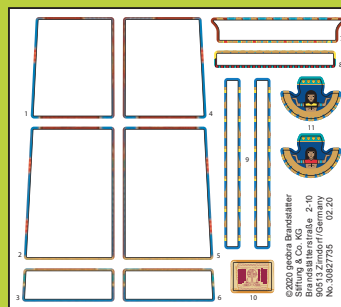 1
4
7
8
2
5
9
11
3
6
10
©2020 geobra Brandstätter
Stiftung & Co. KG
Brandstätterstraße 2-10
90513 Zirndorf/Germany
No.30827735 02.20